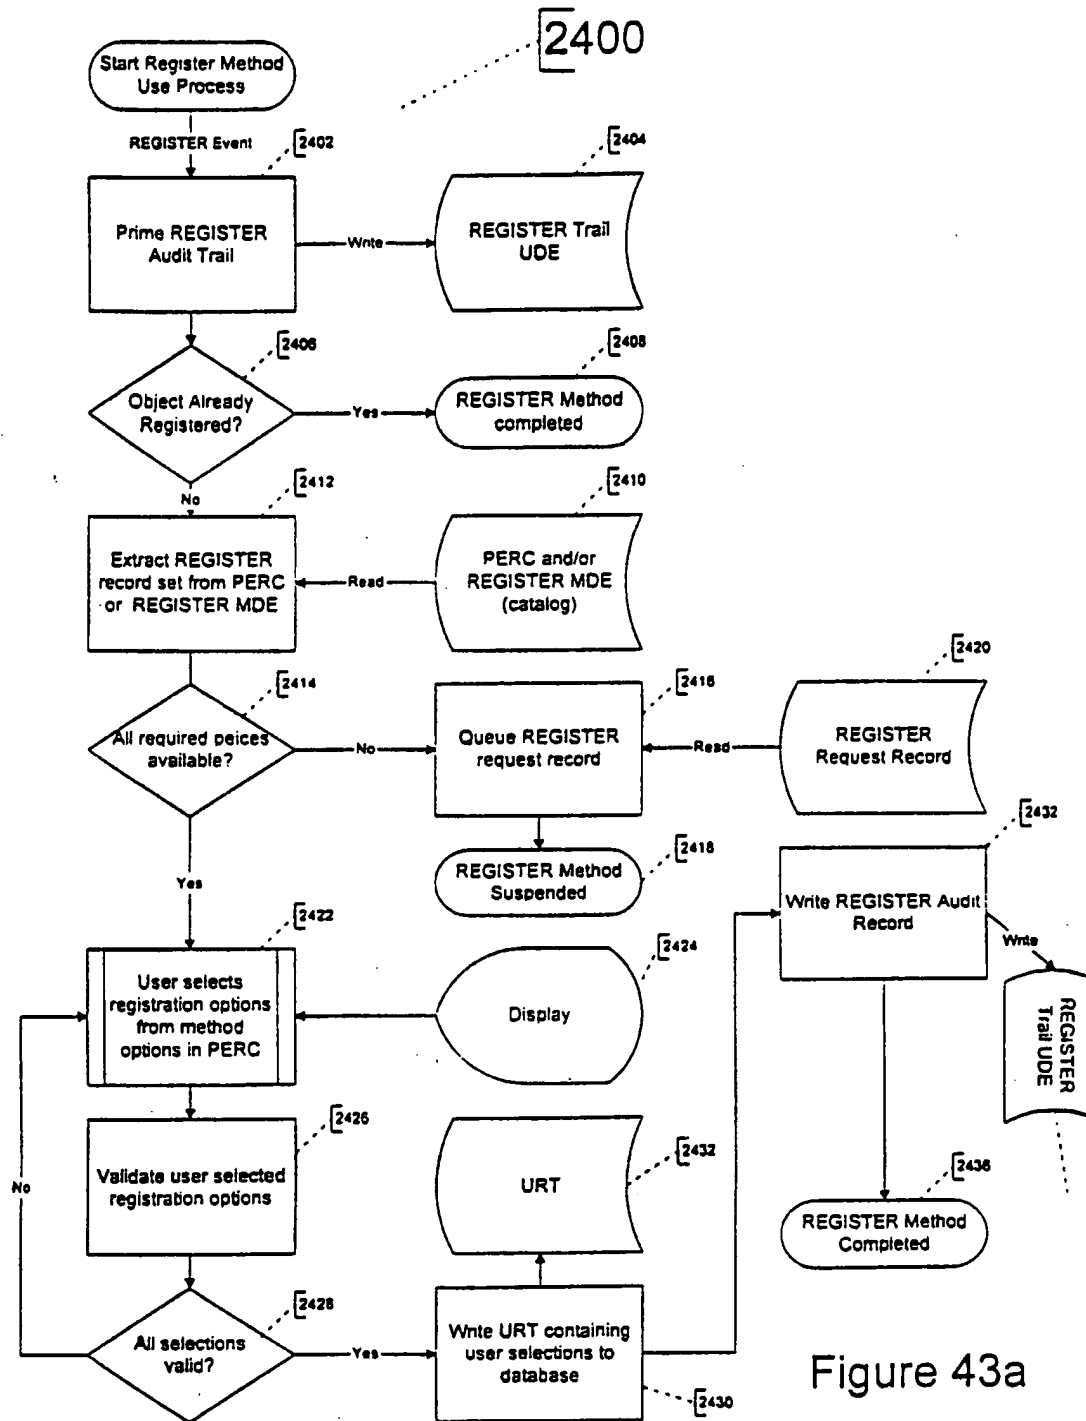 2400
Start Register Method
Use Process
REGISTER Event
2402
2404
Prime REGISTER
Audit Trail
Write
REGISTER Trail
UDE
2406
2408
Object Already
Registered?
Yes
REGISTER Method
completed
No
2412
2410
Extract REGISTER
record set from PERC
or REGISTER MDE
Read
PERC and/or
REGISTER MDE
(catalog)
2414
2416
2420
All required peices
available?
No
Queue REGISTER
request record
Read
REGISTER
Request Record
2418
REGISTER Method
Suspended
2432
Write REGISTER Audit
Record
Write
REGISTER
Trail UDE
Yes
2422
2424
User selects
registration options
from method
options in PERC
Display
2426
2432
Validate user selected
registration options
URT
No
2436
REGISTER Method
Completed
2428
All selections
valid?
Yes
Write URT containing
user selections to
database
2430
Figure 43a